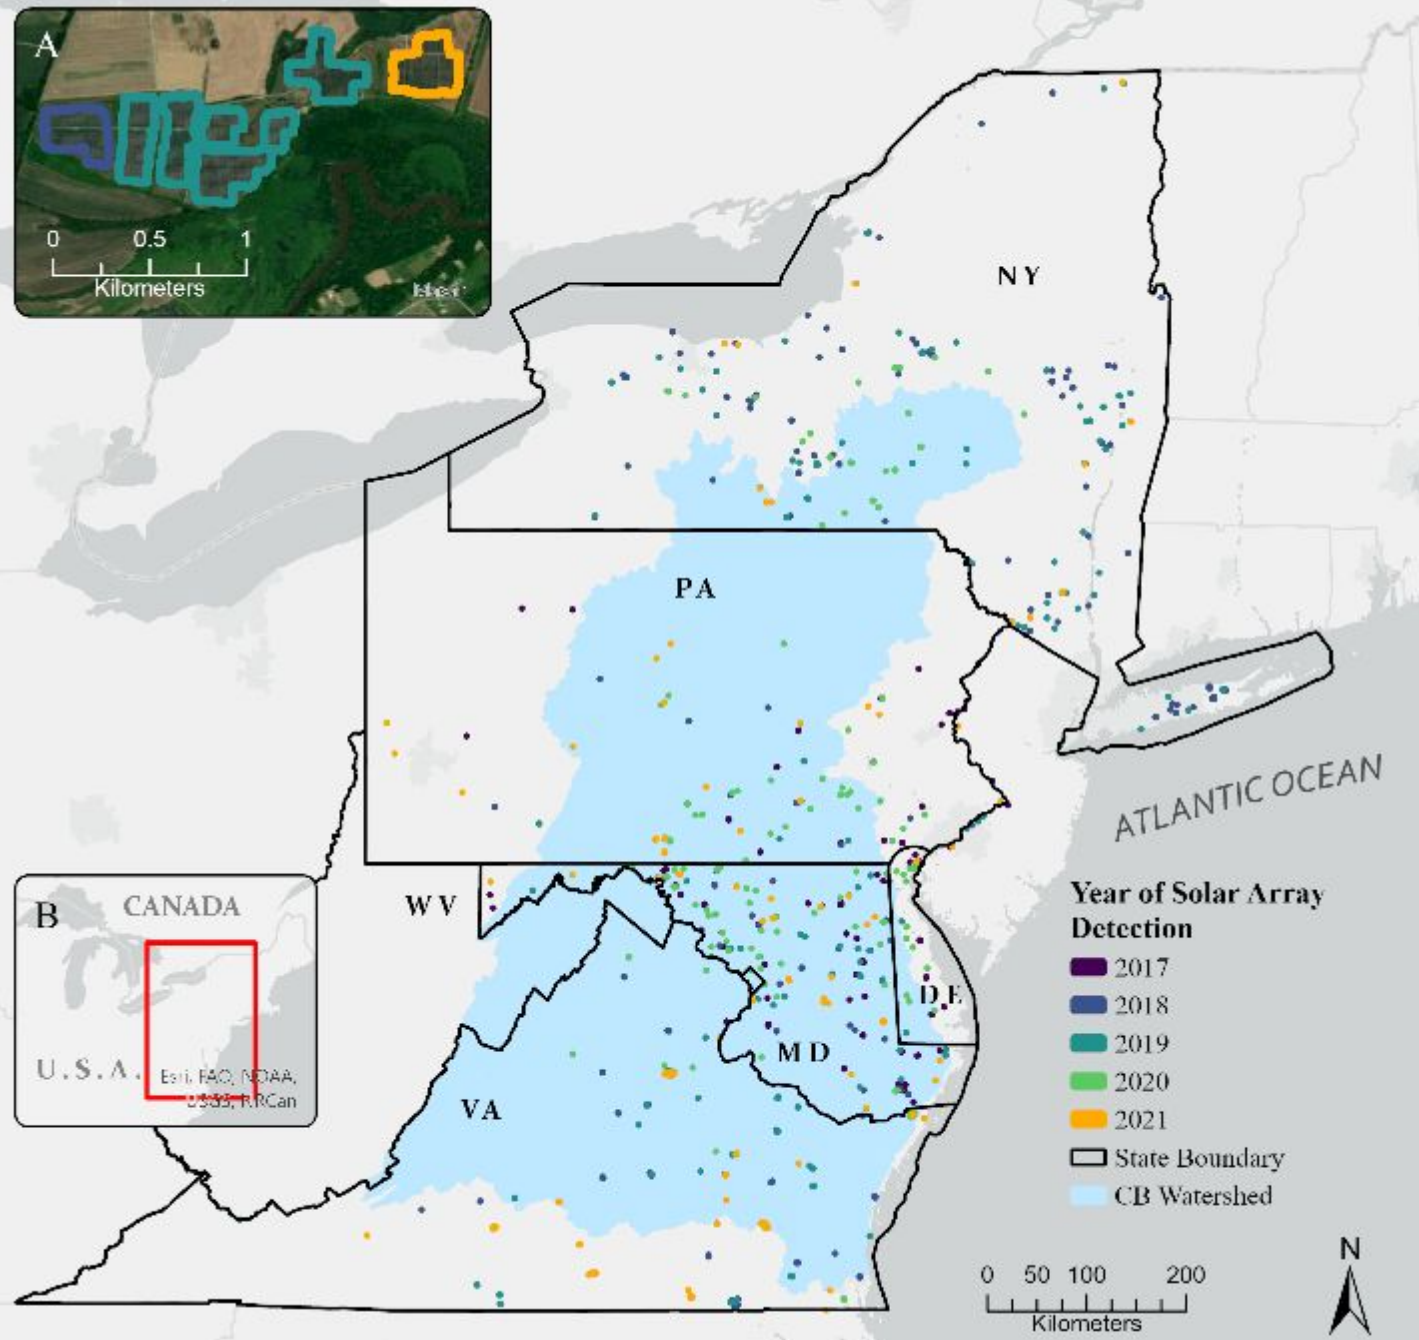 A
0 0.5 1
Kilometers
NY
PA
ATLANTIC OCEAN
WV
DE
MD
VA
B
CANADA
U.S.A.
Esri, FAO, NOAA,
USGS, NRCan
Year of Solar Array
Detection
2017
2018
2019
2020
2021
State Boundary
CB Watershed
0 50 100 200
Kilometers
N